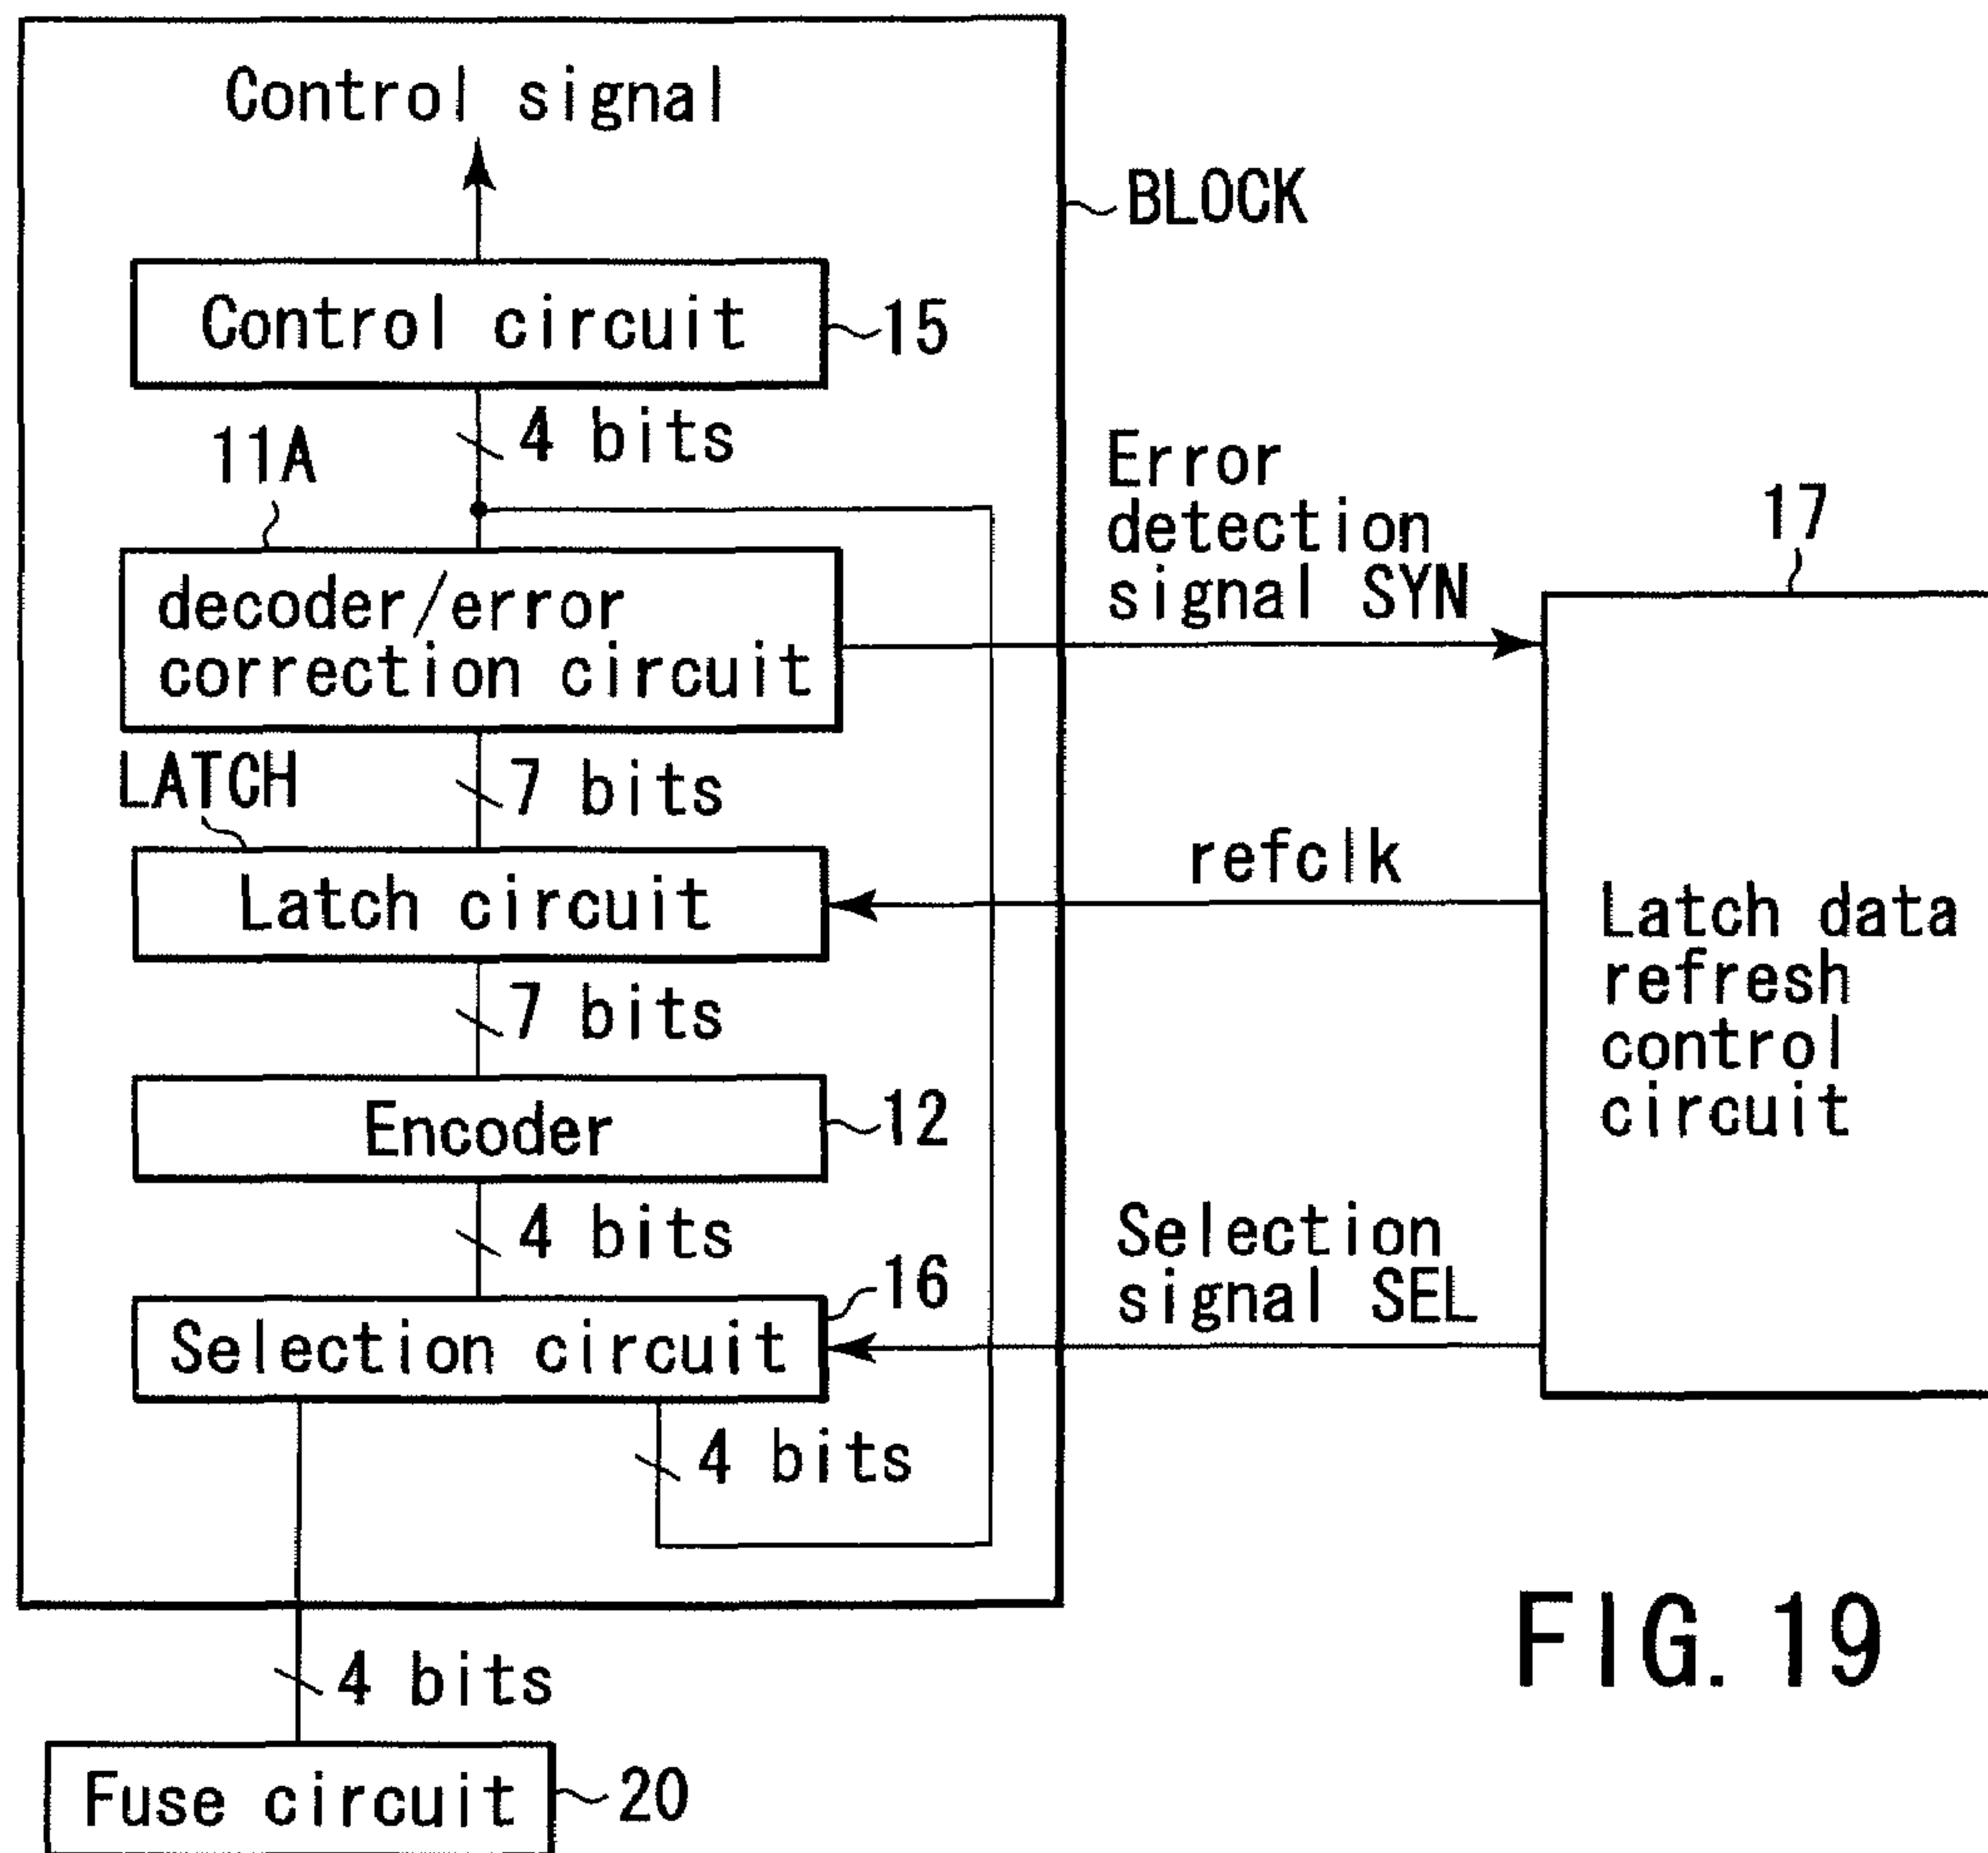 Control signal
BLOCK
Control circuit
15
4 bits
11A
Error
detection
signal SYN
17
decoder/error
correction circuit
7 bits
LATCH
refclk
Latch circuit
Latch data
refresh
control
circuit
7 bits
Encoder
12
4 bits
Selection
signal SEL
16
Selection circuit
4 bits
FIG. 19
4 bits
Fuse circuit
20